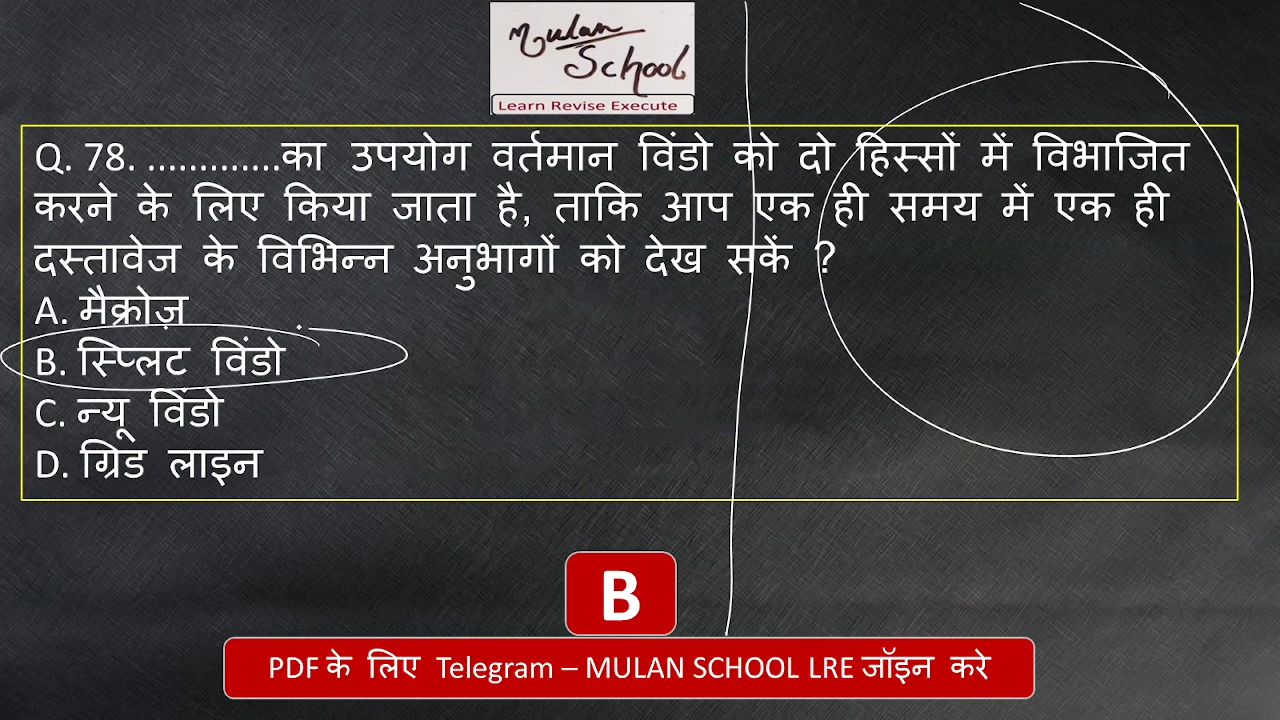 Mulan
School
Learn Revise Execute
Q. 78. .............का उपयोग वर्तमान विंडो को दो हिस्सों में विभाजित
करने के लिए किया जाता है, ताकि आप एक ही समय में एक ही
दस्तावेज के विभिन्न अनुभागों को देख सकें ?
A. मैक्रोज़
B. स्प्लिट विंडो
C. न्यू विंडो
D. ग्रिड लाइन
B
PDF के लिए Telegram – MULAN SCHOOL LRE जॉइन करे